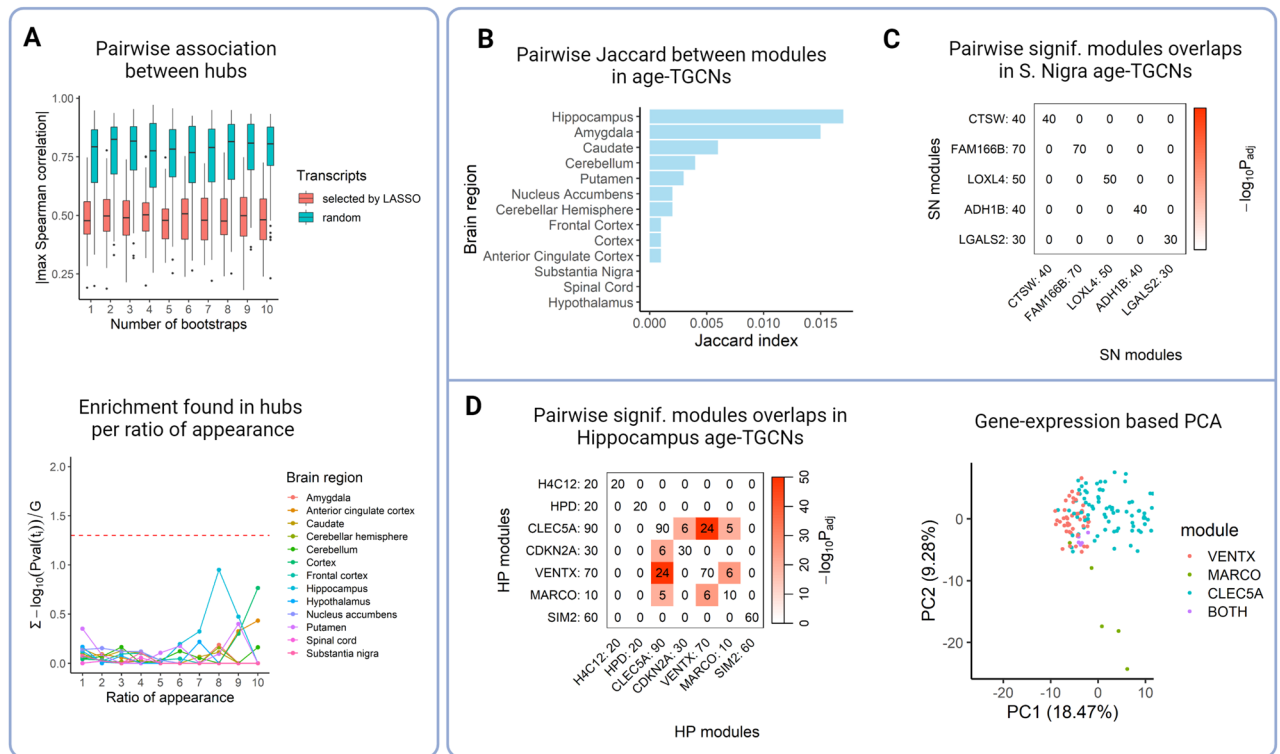 A
Pairwise association
between hubs
|max Spearman correlation|
1.00
0.75
0.50
0.25
1 2 3 4 5 6 7 8 9 10
Number of bootstraps
Transcripts
selected by LASSO
random
Enrichment found in hubs
per ratio of appearance
Σ−log10(Pval(ti))/G
2.0
1.5
1.0
0.5
0.0
1 2 3 4 5 6 7 8 9 10
Ratio of appearance
Brain region
Amygdala
Anterior cingulate cortex
Caudate
Cerebellar hemisphere
Cerebellum
Cortex
Frontal cortex
Hippocampus
Hypothalamus
Nucleus accumbens
Putamen
Spinal cord
Substantia nigra
B
Pairwise Jaccard between modules
in age-TGCNs
Brain region
Hippocampus
Amygdala
Caudate
Cerebellum
Putamen
Nucleus Accumbens
Cerebellar Hemisphere
Frontal Cortex
Cortex
Anterior Cingulate Cortex
Substantia Nigra
Spinal Cord
Hypothalamus
0.000 0.005 0.010 0.015
Jaccard index
C
Pairwise signif. modules overlaps
in S. Nigra age-TGCNs
SN modules
CTSW: 40 40 0 0 0 0
FAM166B: 70 0 70 0 0 0
LOXL4: 50 0 0 50 0 0
ADH1B: 40 0 0 0 40 0
LGALS2: 30 0 0 0 0 30
CTSW: 40
FAM166B: 70
LOXL4: 50
ADH1B: 40
LGALS2: 30
SN modules
−log10Padj
D
Pairwise signif. modules overlaps in
Hippocampus age-TGCNs
HP modules
H4C12: 20 20 0 0 0 0 0 0
HPD: 20 0 20 0 0 0 0 0
CLEC5A: 90 0 0 90 6 24 5 0
CDKN2A: 30 0 0 6 30 0 0 0
VENTX: 70 0 0 24 0 70 6 0
MARCO: 10 0 0 5 0 6 10 0
SIM2: 60 0 0 0 0 0 0 60
H4C12: 20
HPD: 20
CLEC5A: 90
CDKN2A: 30
VENTX: 70
MARCO: 10
SIM2: 60
HP modules
50
40
30
20
10
0
−log10Padj
Gene-expression based PCA
PC2 (9.28%)
0
-10
-20
-20 -10 0 10
PC1 (18.47%)
module
VENTX
MARCO
CLEC5A
BOTH